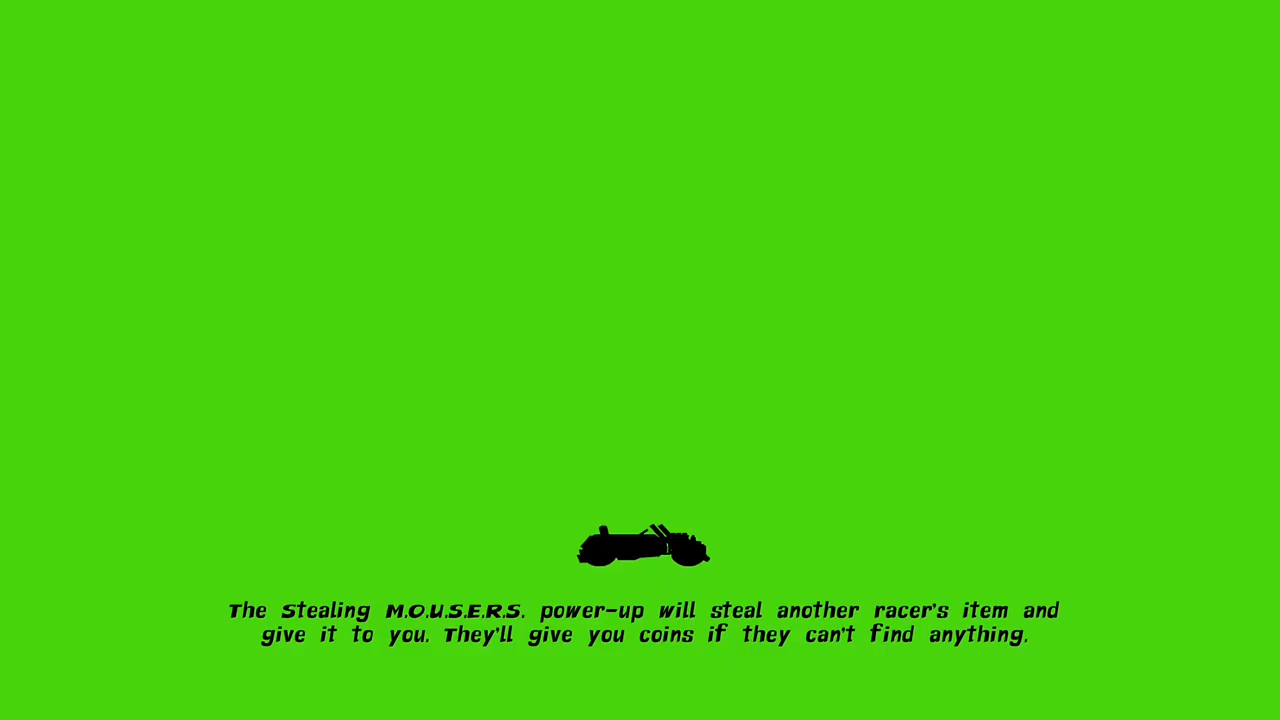 The Stealing M.O.U.S.E.R.S. power-up will steal another racer's item and
give it to you. They'll give you coins if they can't find anything.